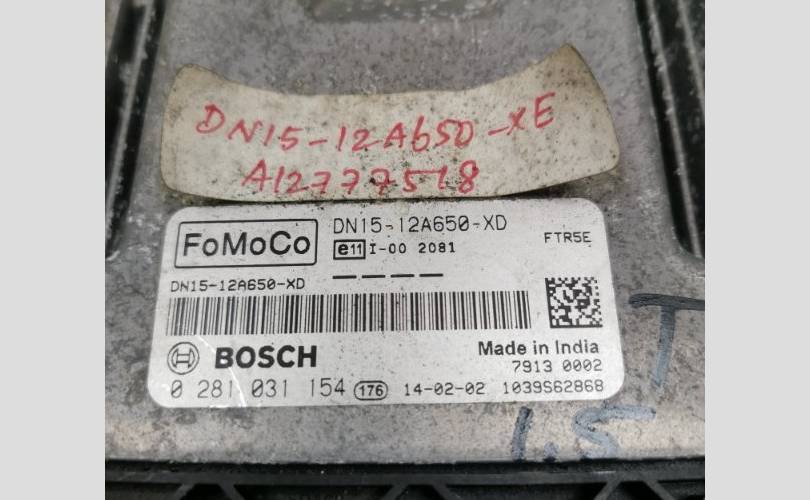 DN15-12A650-XE
A12777518
FoMoCo
DN15-12A650-XD
e11 I-00 2081
FTR5E
DN15-12A650-XD
BOSCH
Made in India
7913 0002
0 281 031 154 176 14-02-02 1039S62868
T
1.5